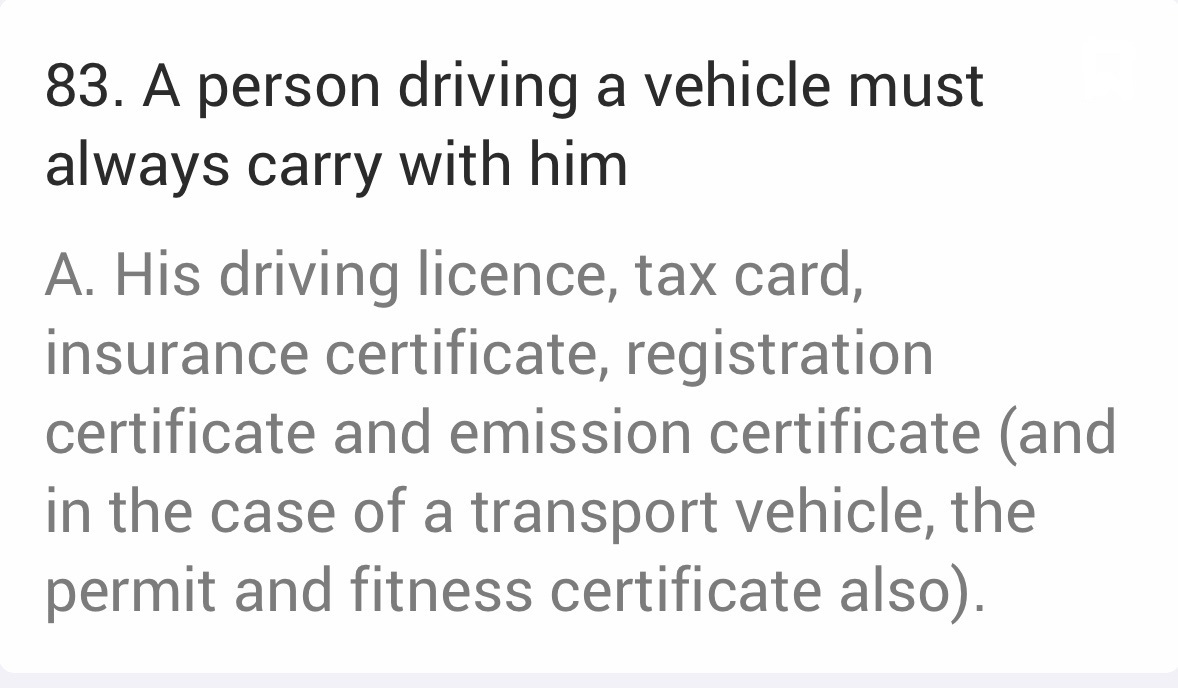 83. A person driving a vehicle must
always carry with him
A. His driving licence, tax card,
insurance certificate, registration
certificate and emission certificate (and
in the case of a transport vehicle, the
permit and fitness certificate also).